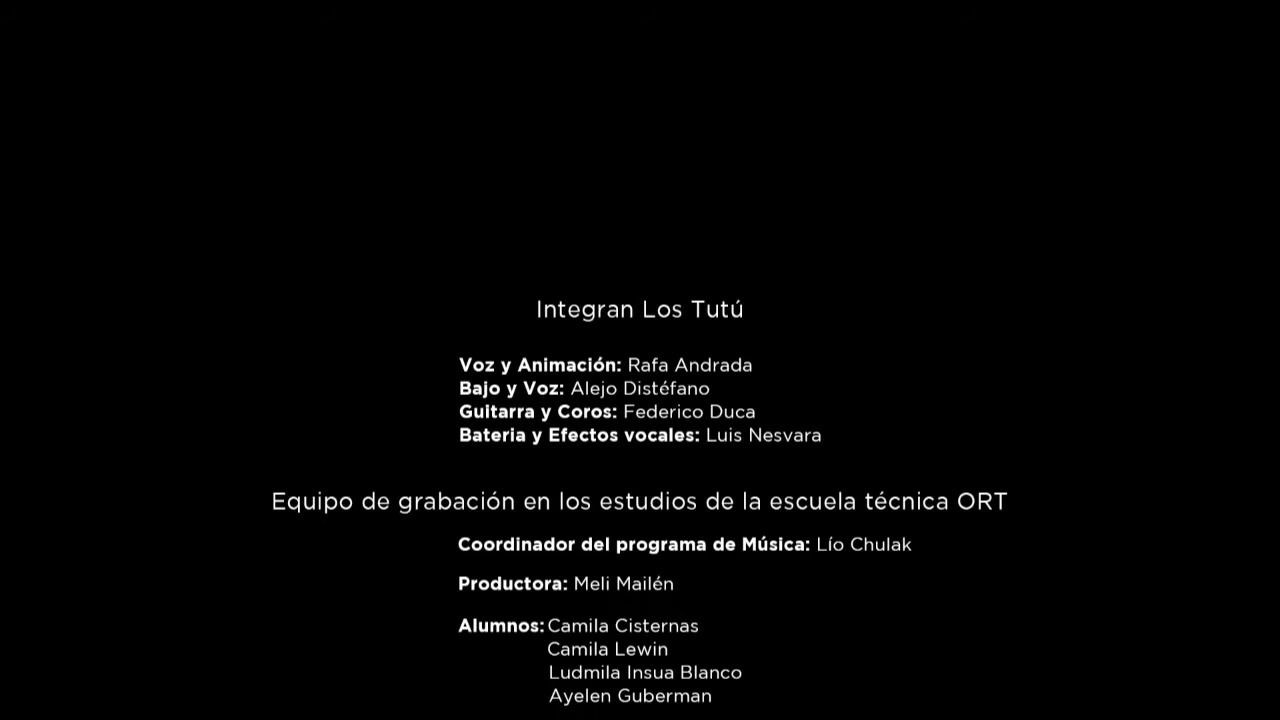 Integran Los Tutú
Voz y Animación: Rafa Andrada
Bajo y Voz: Alejo Distéfano
Guitarra y Coros: Federico Duca
Bateria y Efectos vocales: Luis Nesvara
Equipo de grabación en los estudios de la escuela técnica ORT
Coordinador del programa de Música: Lío Chulak
Productora: Meli Mailén
Alumnos: Camila Cisternas
Camila Lewin
Ludmila Insua Blanco
Ayelen Guberman